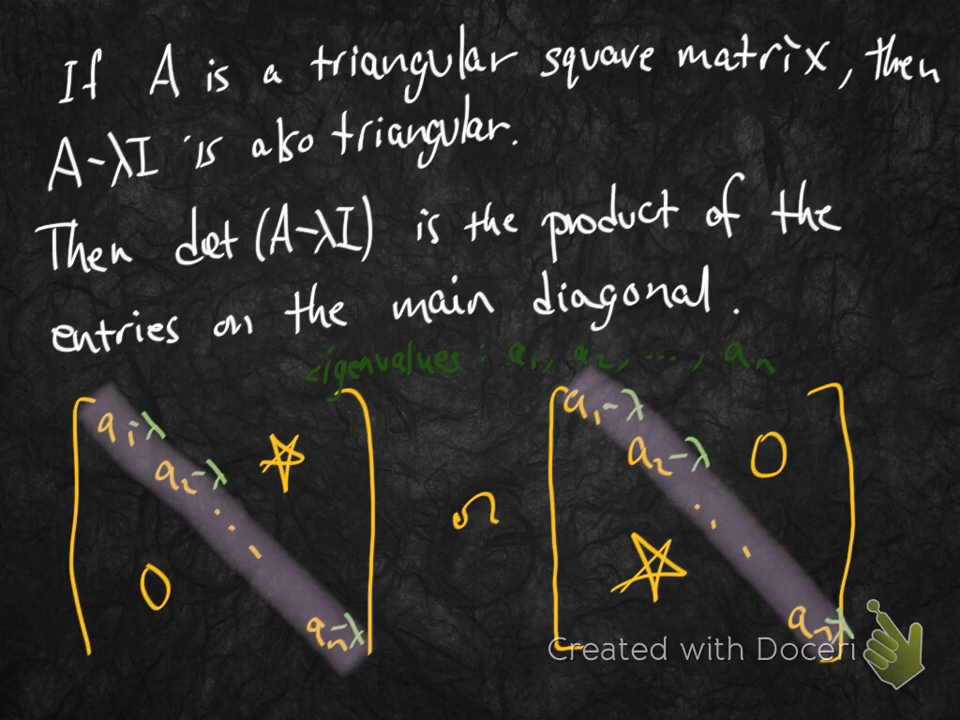 If A is a triangular square matrix, then
A-λI is also triangular.
Then det (A-λI) is the product of the
entries on the main diagonal.
eigenvalues: a₁, a₂, ..., aₙ
a₁-λ
a₂-λ
⋱
aₙ-λ
0
or
a₁-λ
a₂-λ
⋱
aₙ-λ
0
Created with Doceri